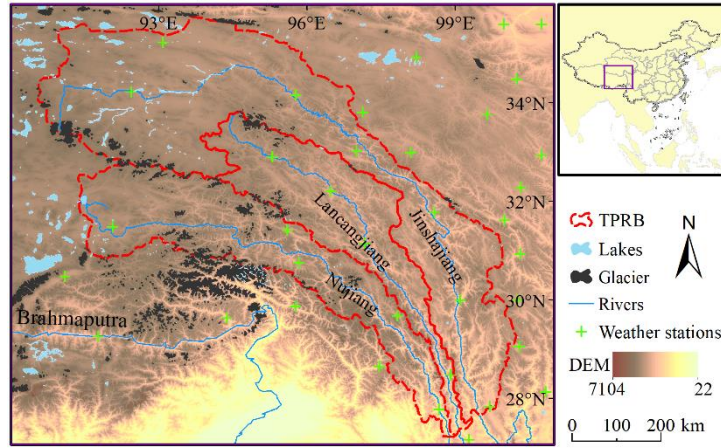 93°E 96°E 99°E
34°N
32°N
30°N
28°N
Lancangjiang
Jinshajiang
Nujiang
Brahmaputra
TPRB
Lakes
Glacier
Rivers
Weather stations
N
DEM
7104 22
0 100 200 km